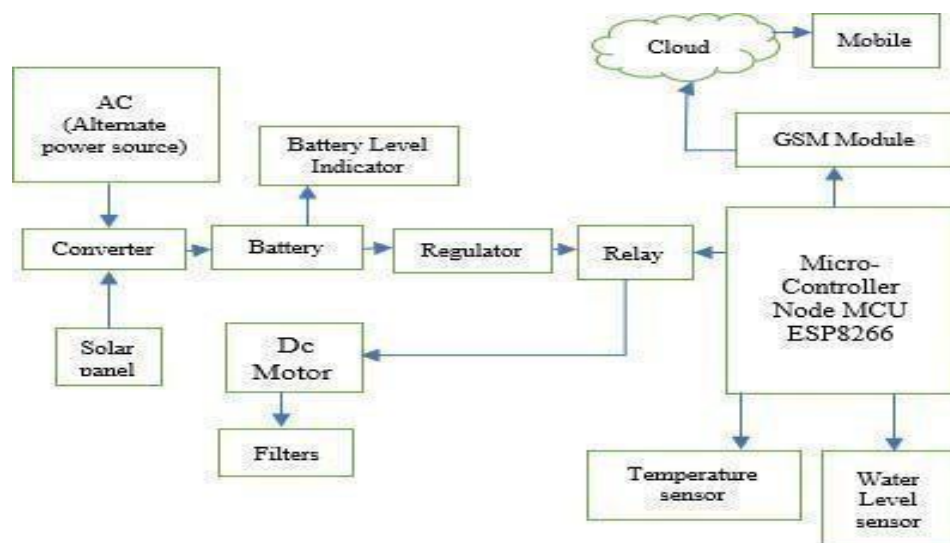 Cloud
Mobile
AC
(Alternate
power source)
Battery Level
Indicator
GSM Module
Converter
Battery
Regulator
Relay
Micro-
Controller
Node MCU
ESP8266
Solar
panel
Dc
Motor
Filters
Temperature
sensor
Water
Level
sensor